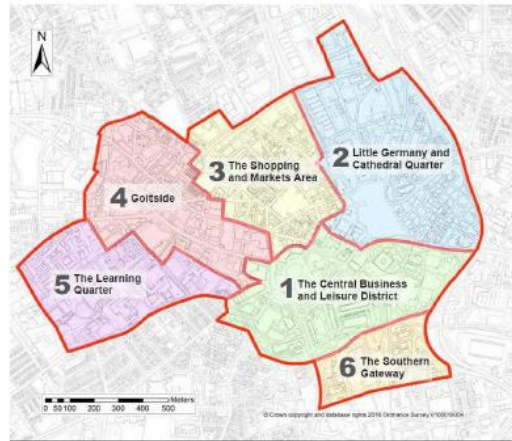 N
2 Little Germany and
Cathedral Quarter
3 The Shopping
and Markets Area
4 Goitside
5 The Learning
Quarter
1 The Central Business
and Leisure District
6 The Southern
Gateway
Meters
0 50 100 200 300 400 500
© Crown copyright and database rights 2016 Ordnance Survey